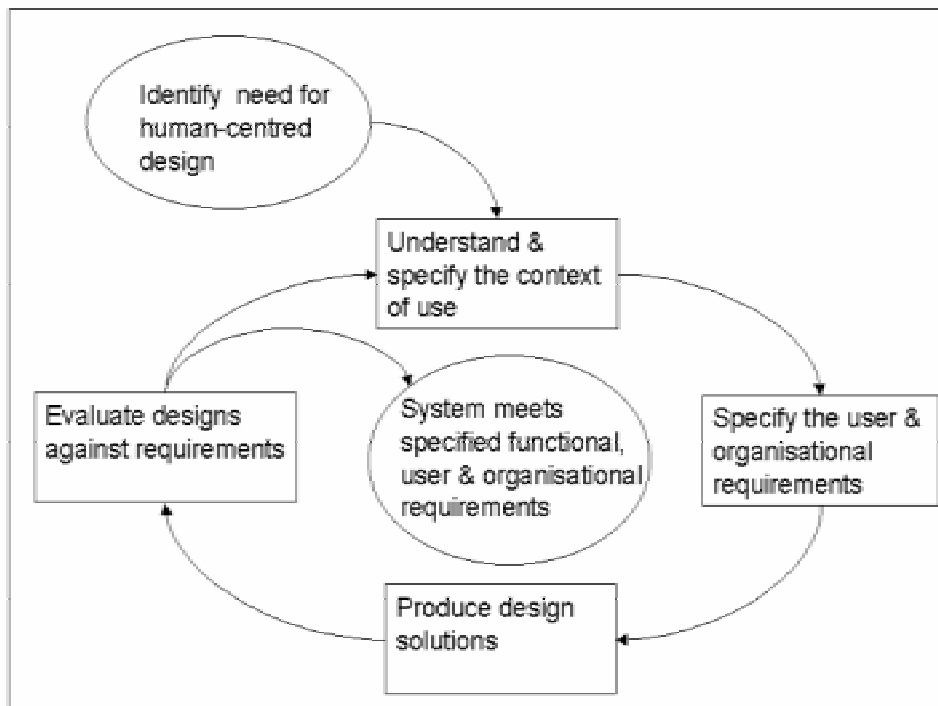 Identify need for
human-centred
design
Understand &
specify the context
of use
Evaluate designs
against requirements
System meets
specified functional,
user & organisational
requirements
Specify the user &
organisational
requirements
Produce design
solutions